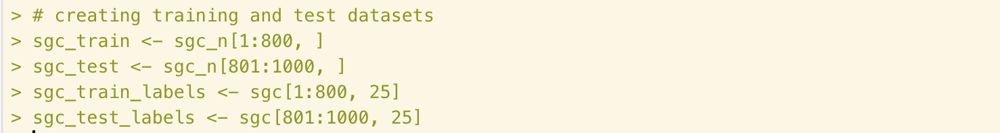 > # creating training and test datasets
> sgc_train <- sgc_n[1:800, ]
> sgc_test <- sgc_n[801:1000, ]
> sgc_train_labels <- sgc[1:800, 25]
> sgc_test_labels <- sgc[801:1000, 25]